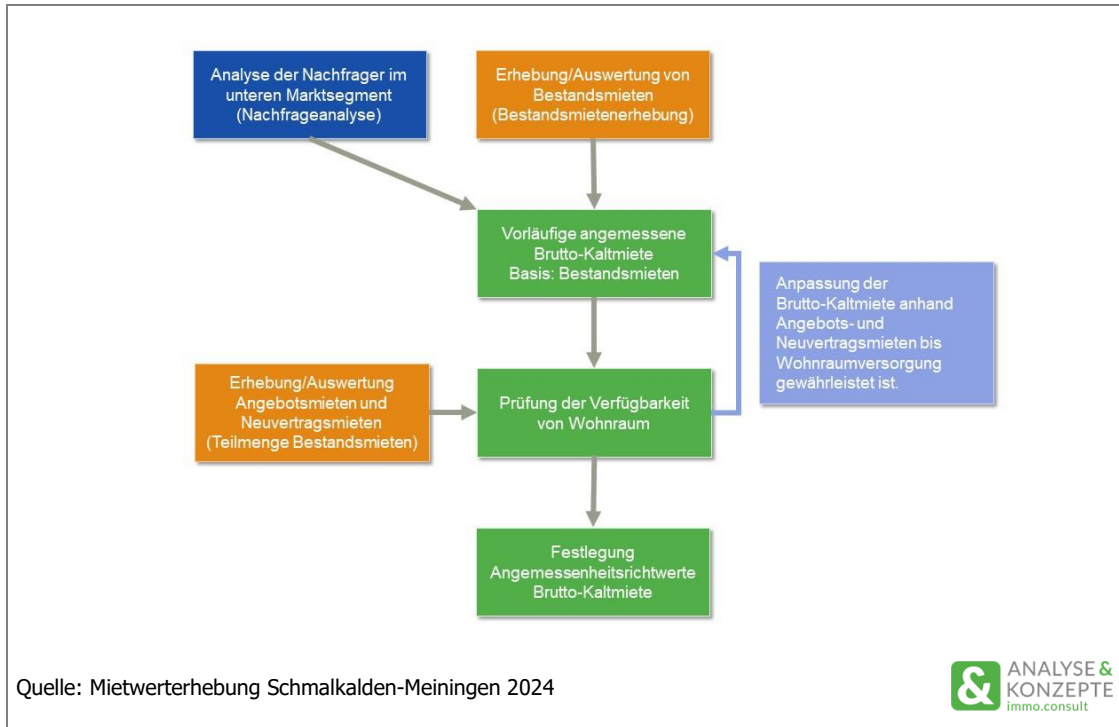 Analyse der Nachfrager im
unteren Marktsegment
(Nachfrageanalyse)
Erhebung/Auswertung von
Bestandsmieten
(Bestandsmietenerhebung)
Vorläufige angemessene
Brutto-Kaltmiete
Basis: Bestandsmieten
Anpassung der
Brutto-Kaltmiete anhand
Angebots- und
Neuvertragsmieten bis
Wohnraumversorgung
gewährleistet ist.
Erhebung/Auswertung
Angebotsmieten und
Neuvertragsmieten
(Teilmenge Bestandsmieten)
Prüfung der Verfügbarkeit
von Wohnraum
Festlegung
Angemessenheitsrichtwerte
Brutto-Kaltmiete
Quelle: Mietwerterhebung Schmalkalden-Meiningen 2024
&
ANALYSE &
KONZEPTE
immo.consult